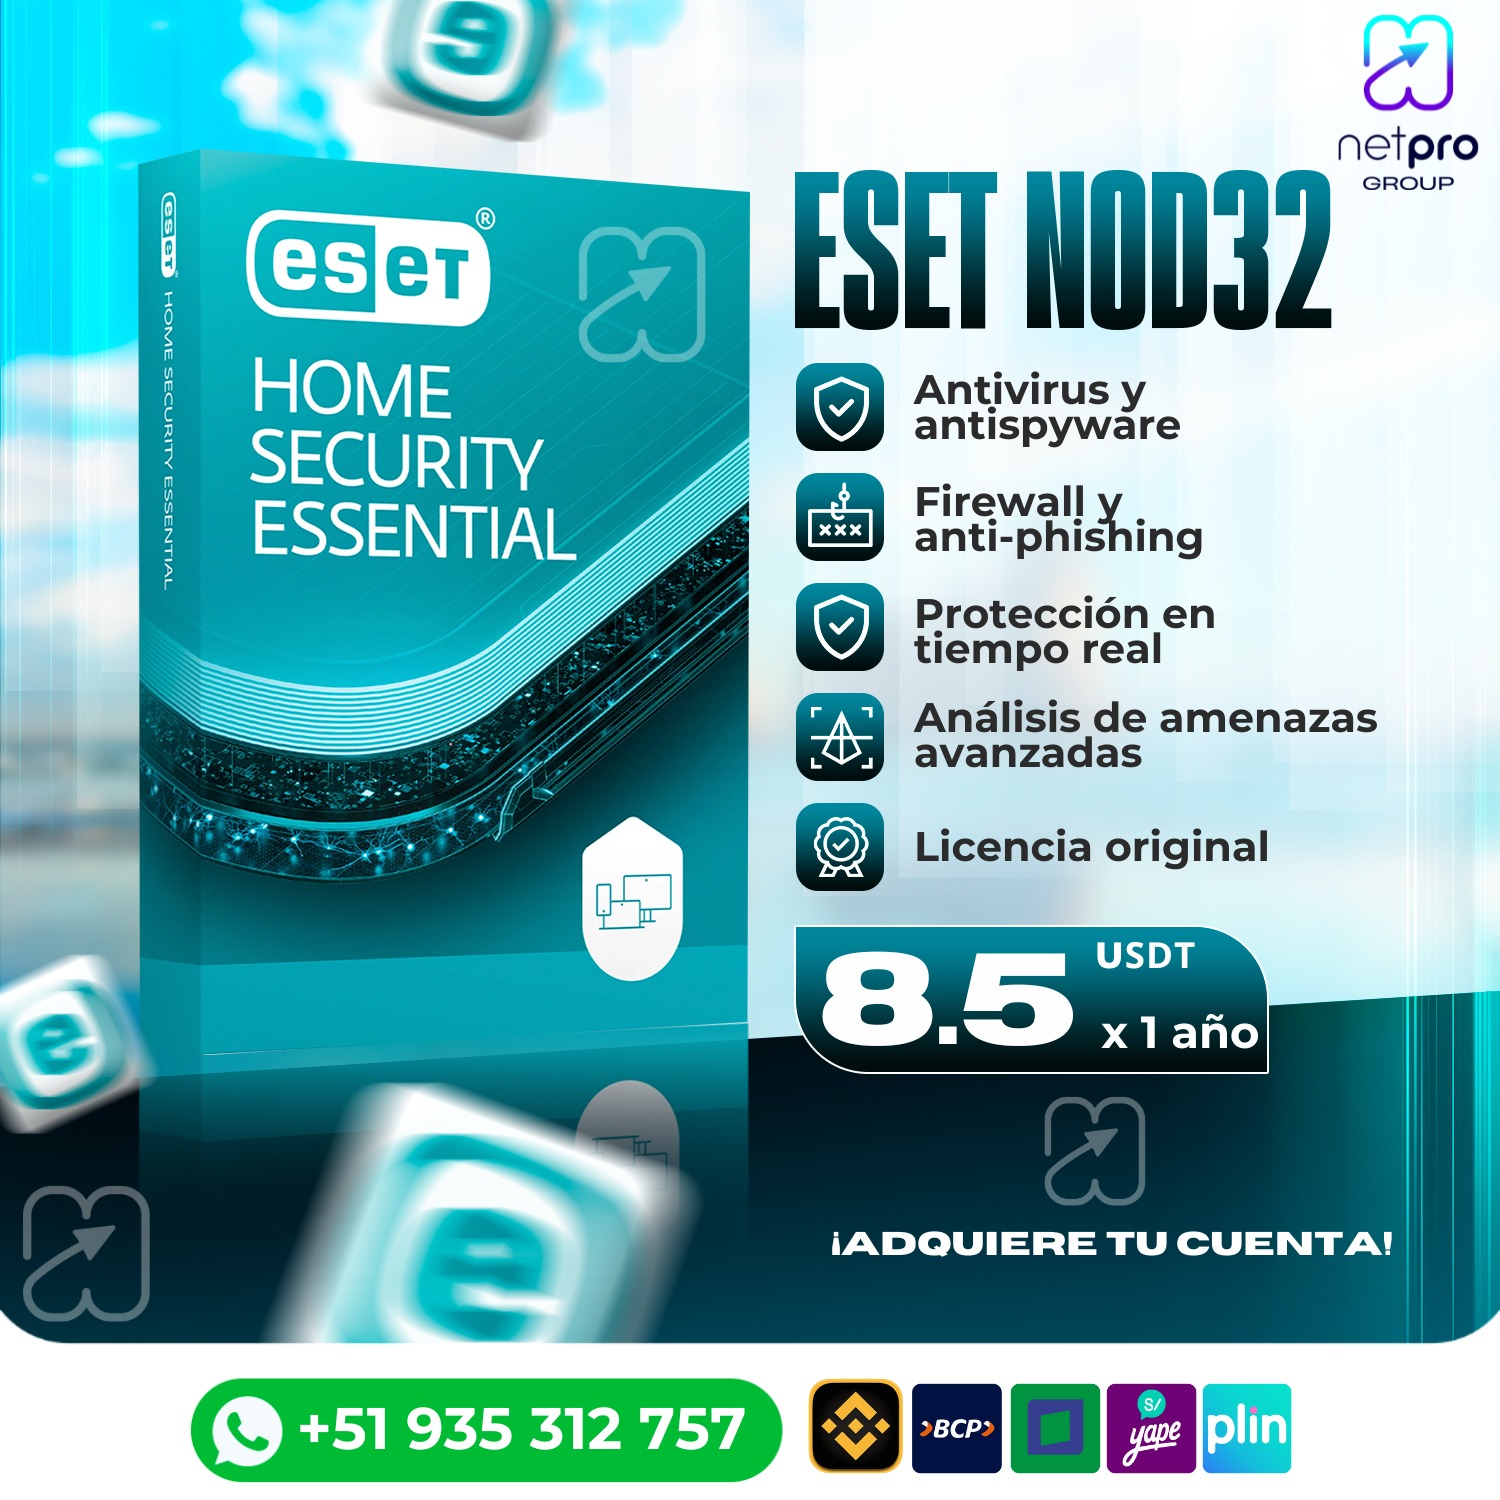 netpro
GROUP
eset®
HOME
SECURITY
ESSENTIAL
eset HOME SECURITY ESSENTIAL
ESET NOD32
Antivirus y
antispyware
xxx
Firewall y
anti-phishing
Protección en
tiempo real
Análisis de amenazas
avanzadas
Licencia original
8.5 USDT
x 1 año
¡ADQUIERE TU CUENTA!
e
e
e
+51 935 312 757
BCP
S/
yape
plin